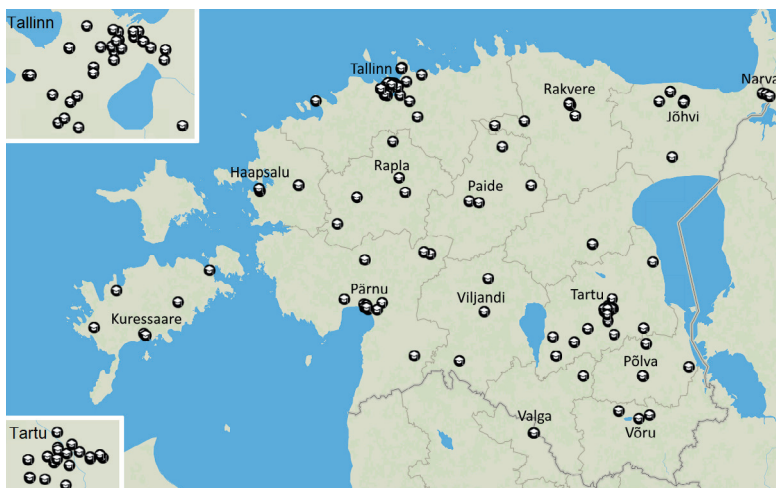 Tallinn
Tallinn
Rakvere
Narva
Jõhvi
Haapsalu
Rapla
Paide
Pärnu
Viljandi
Tartu
Kuressaare
Põlva
Valga
Võru
Tartu